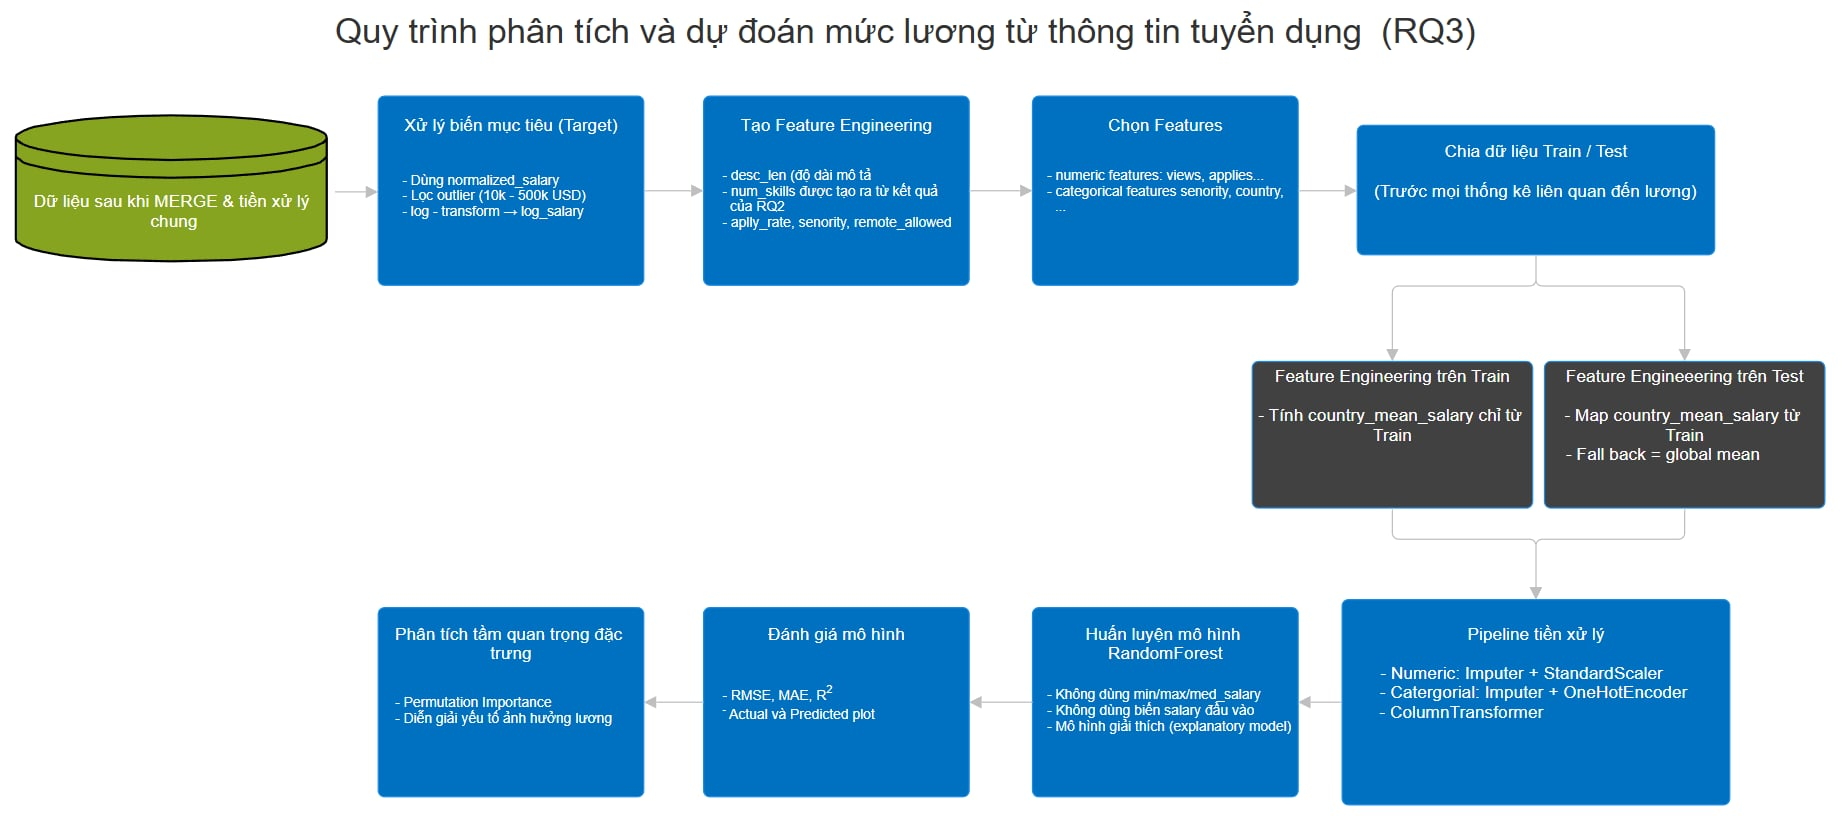 Quy trình phân tích và dự đoán mức lương từ thông tin tuyển dụng (RQ3)
Dữ liệu sau khi MERGE & tiền xử lý
chung
Xử lý biến mục tiêu (Target)
- Dùng normalized_salary
- Lọc outlier (10k - 500k USD)
- log - transform → log_salary
Tạo Feature Engineering
- desc_len (độ dài mô tả
- num_skills được tạo ra từ kết quả
của RQ2
- aplly_rate, senority, remote_allowed
Chọn Features
- numeric features: views, applies...
- categorical features senority, country,
...
Chia dữ liệu Train / Test
(Trước mọi thống kê liên quan đến lương)
Feature Engineering trên Train
- Tính country_mean_salary chỉ từ
Train
Feature Engineeering trên Test
- Map country_mean_salary từ
Train
- Fall back = global mean
Pipeline tiền xử lý
- Numeric: Imputer + StandardScaler
- Catergorial: Imputer + OneHotEncoder
- ColumnTransformer
Huấn luyện mô hình
RandomForest
- Không dùng min/max/med_salary
- Không dùng biến salary đầu vào
- Mô hình giải thích (explanatory model)
Đánh giá mô hình
- RMSE, MAE, R²
- Actual và Predicted plot
Phân tích tầm quan trọng đặc
trưng
- Permutation Importance
- Diễn giải yếu tố ảnh hưởng lương